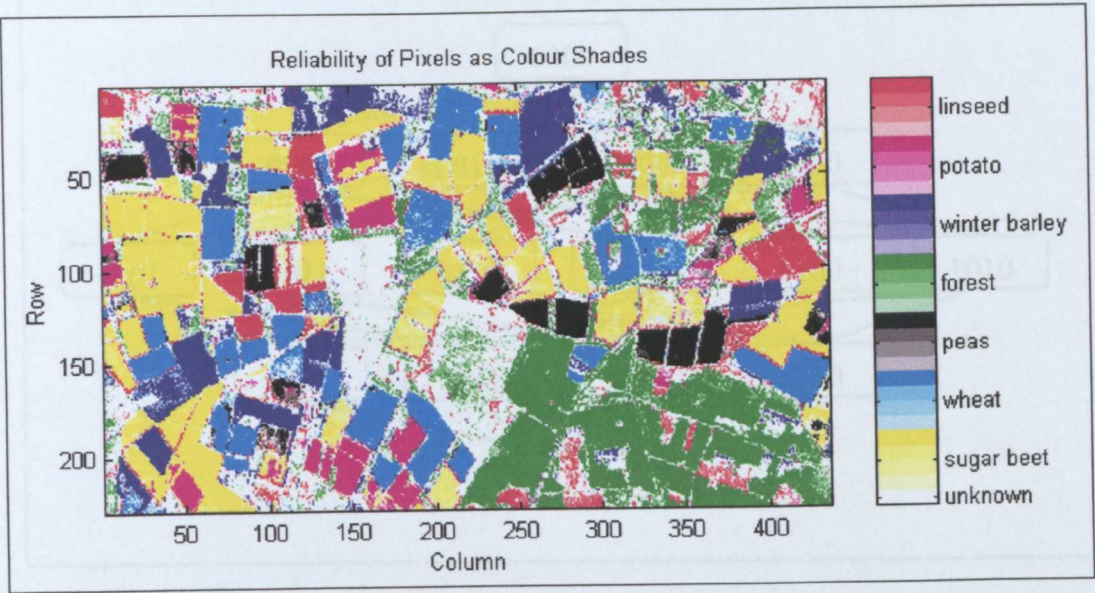 Reliability of Pixels as Colour Shades
Row
50
100
150
200
50
100
150
200
250
300
350
400
Column
linseed
potato
winter barley
forest
peas
wheat
sugar beet
unknown
1010